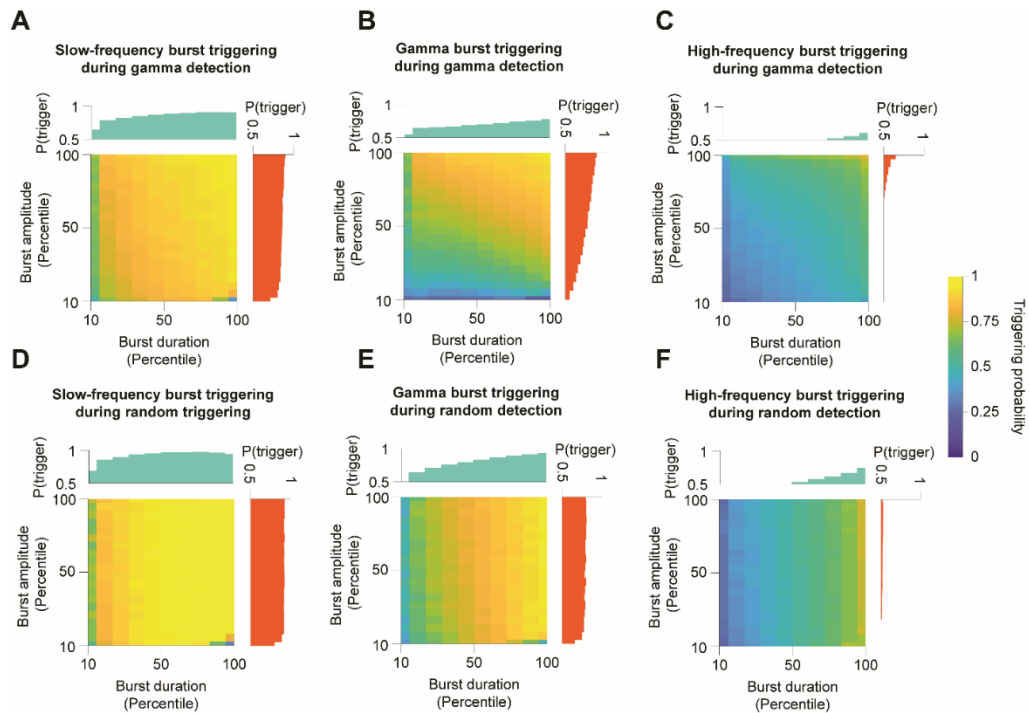 A
Slow-frequency burst triggering
during gamma detection
P(trigger)
0.5
1
1
0.5
P(trigger)
100
50
10
Burst amplitude
(Percentile)
10
50
100
Burst duration
(Percentile)
B
Gamma burst triggering
during gamma detection
P(trigger)
0.5
1
1
0.5
P(trigger)
100
50
10
Burst amplitude
(Percentile)
10
50
100
Burst duration
(Percentile)
C
High-frequency burst triggering
during gamma detection
P(trigger)
0.5
1
1
0.5
P(trigger)
100
50
10
Burst amplitude
(Percentile)
10
50
100
Burst duration
(Percentile)
1
0.75
0.5
0.25
0
Triggering probability
D
Slow-frequency burst triggering
during random triggering
P(trigger)
0.5
1
1
0.5
P(trigger)
100
50
10
Burst amplitude
(Percentile)
10
50
100
Burst duration
(Percentile)
E
Gamma burst triggering
during random detection
P(trigger)
0.5
1
1
0.5
P(trigger)
100
50
10
Burst amplitude
(Percentile)
10
50
100
Burst duration
(Percentile)
F
High-frequency burst triggering
during random detection
P(trigger)
0.5
1
1
0.5
P(trigger)
100
50
10
Burst amplitude
(Percentile)
10
50
100
Burst duration
(Percentile)